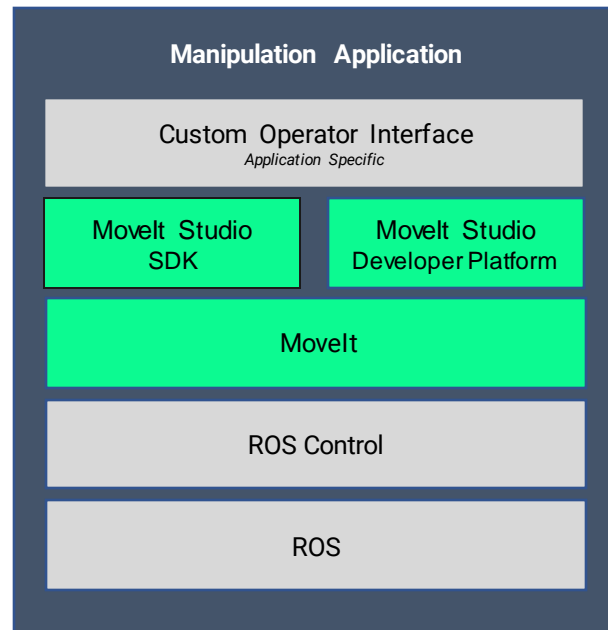 Manipulation Application
Custom Operator Interface
Application Specific
MoveIt Studio
SDK
MoveIt Studio
Developer Platform
MoveIt
ROS Control
ROS